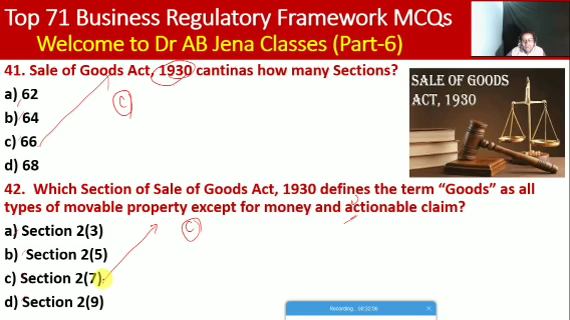 Top 71 Business Regulatory Framework MCQs
Welcome to Dr AB Jena Classes (Part-6)
41. Sale of Goods Act, 1930 cantinas how many Sections?
a) 62
b) 64
c) 66
d) 68
C
SALE OF GOODS
ACT, 1930
42. Which Section of Sale of Goods Act, 1930 defines the term “Goods” as all
types of movable property except for money and actionable claim?
a) Section 2(3)
b) Section 2(5)
c) Section 2(7)
d) Section 2(9)
C